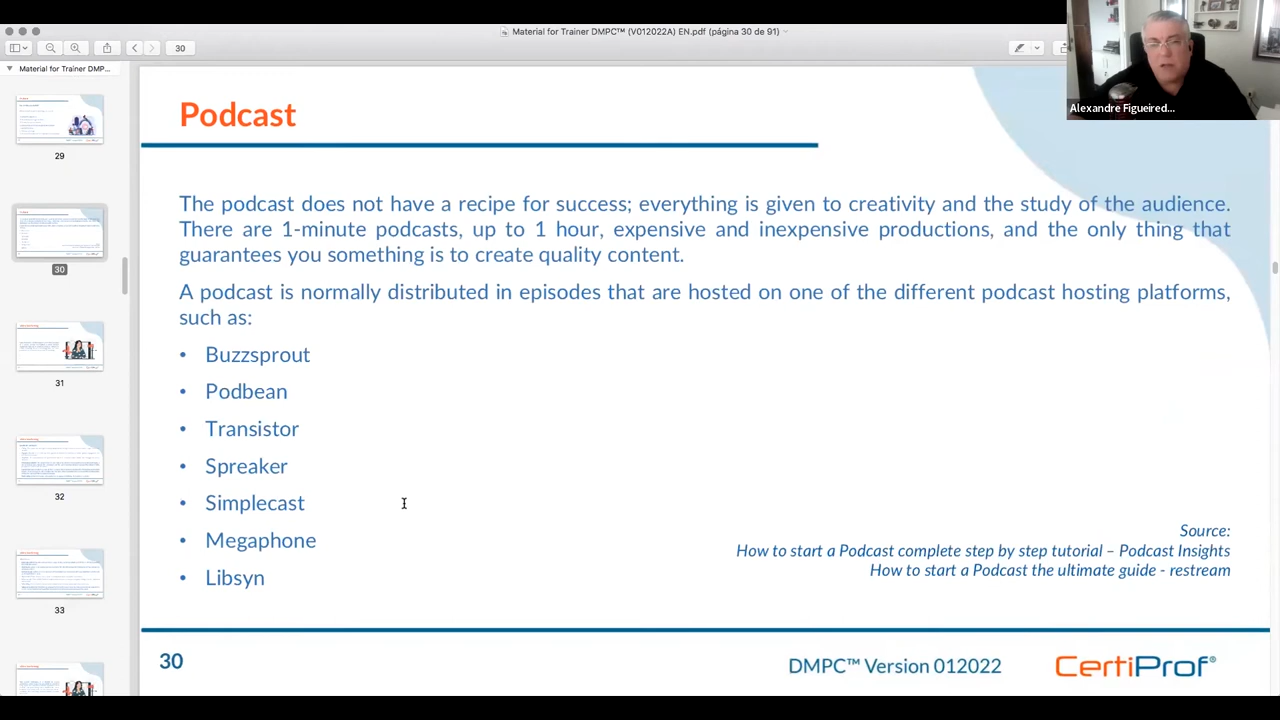 Material for Trainer DMPC™ (V012022A) EN.pdf (página 30 de 91)
30
Material for Trainer DMP...
29
30
31
32
33
Alexandre Figueired...
Podcast
The podcast does not have a recipe for success; everything is given to creativity and the study of the audience.
There are 1-minute podcasts, up to 1 hour, expensive and inexpensive productions, and the only thing that
guarantees you something is to create quality content.
A podcast is normally distributed in episodes that are hosted on one of the different podcast hosting platforms,
such as:
• Buzzsprout
• Podbean
• Transistor
• Spreaker
• Simplecast
• Megaphone
• Libsyn
Source:
How to start a Podcast complete step by step tutorial – Podcast Insights
How to start a Podcast the ultimate guide - restream
30
DMPC™ Version 012022
CertiProf®